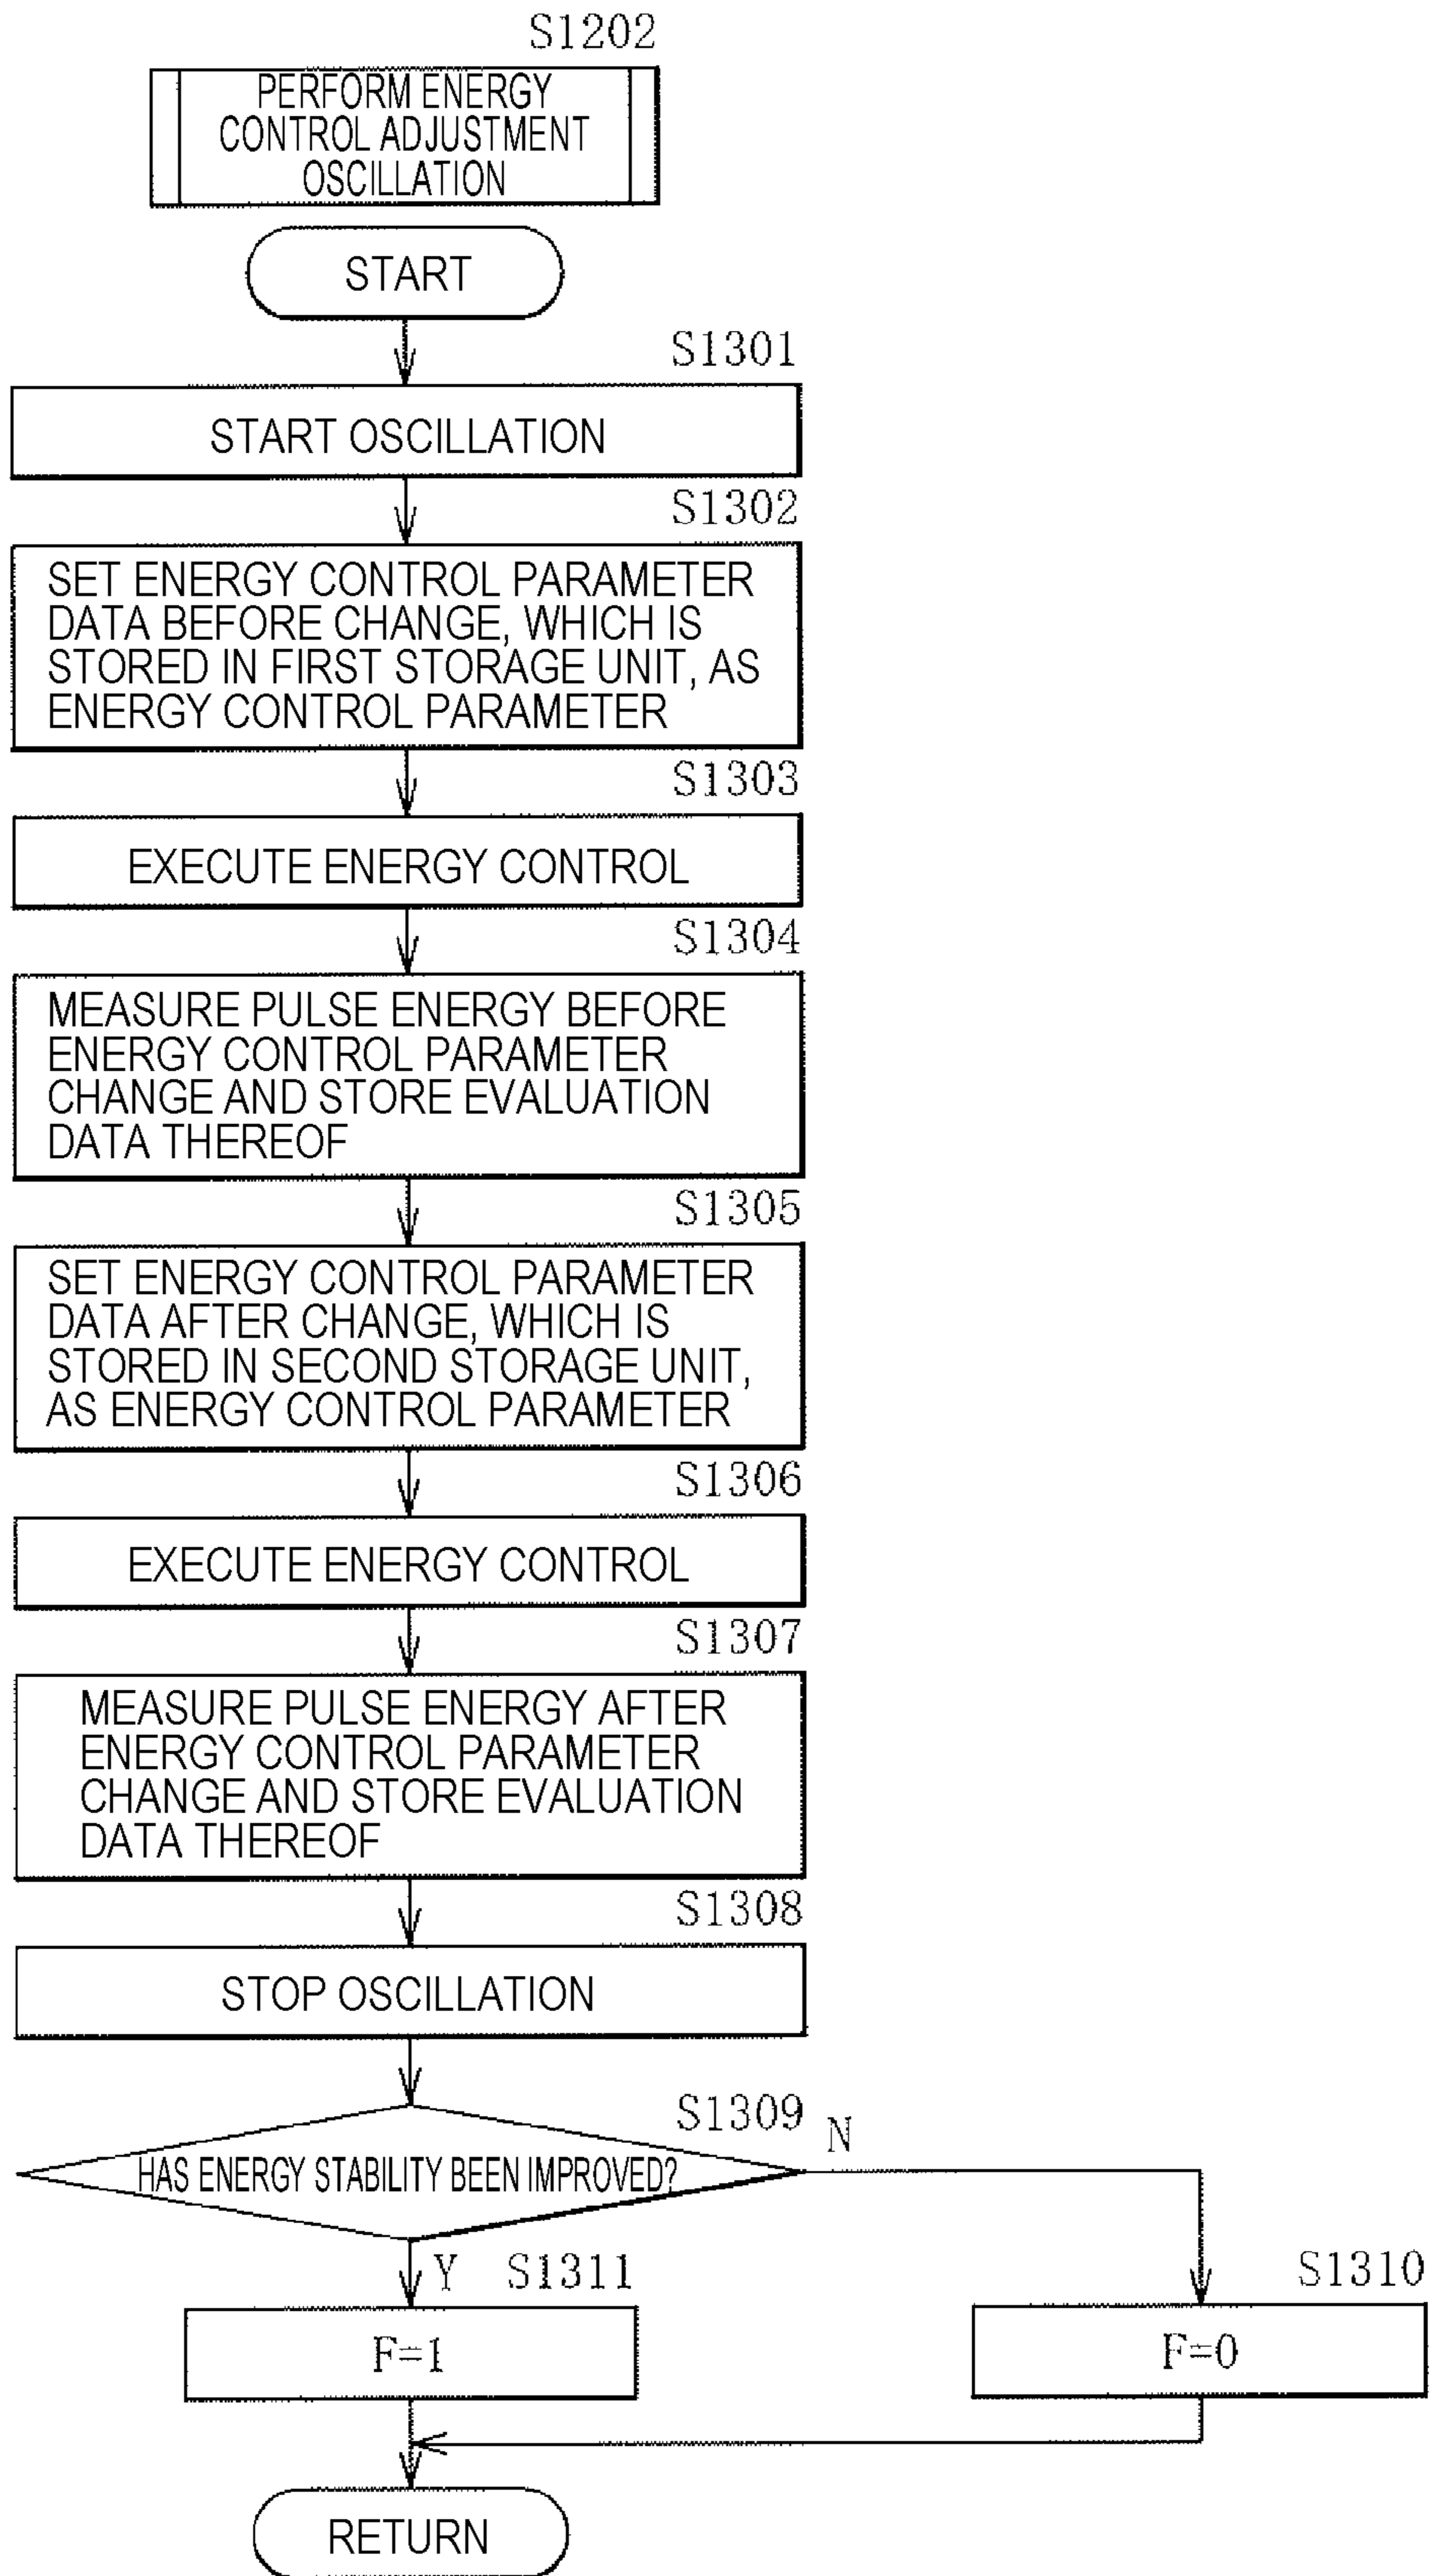 S1202
PERFORM ENERGY
CONTROL ADJUSTMENT
OSCILLATION
START
S1301
START OSCILLATION
S1302
SET ENERGY CONTROL PARAMETER
DATA BEFORE CHANGE, WHICH IS
STORED IN FIRST STORAGE UNIT, AS
ENERGY CONTROL PARAMETER
S1303
EXECUTE ENERGY CONTROL
S1304
MEASURE PULSE ENERGY BEFORE
ENERGY CONTROL PARAMETER
CHANGE AND STORE EVALUATION
DATA THEREOF
S1305
SET ENERGY CONTROL PARAMETER
DATA AFTER CHANGE, WHICH IS
STORED IN SECOND STORAGE UNIT,
AS ENERGY CONTROL PARAMETER
S1306
EXECUTE ENERGY CONTROL
S1307
MEASURE PULSE ENERGY AFTER
ENERGY CONTROL PARAMETER
CHANGE AND STORE EVALUATION
DATA THEREOF
S1308
STOP OSCILLATION
S1309
N
HAS ENERGY STABILITY BEEN IMPROVED?
Y
S1311
S1310
F=1
F=0
RETURN